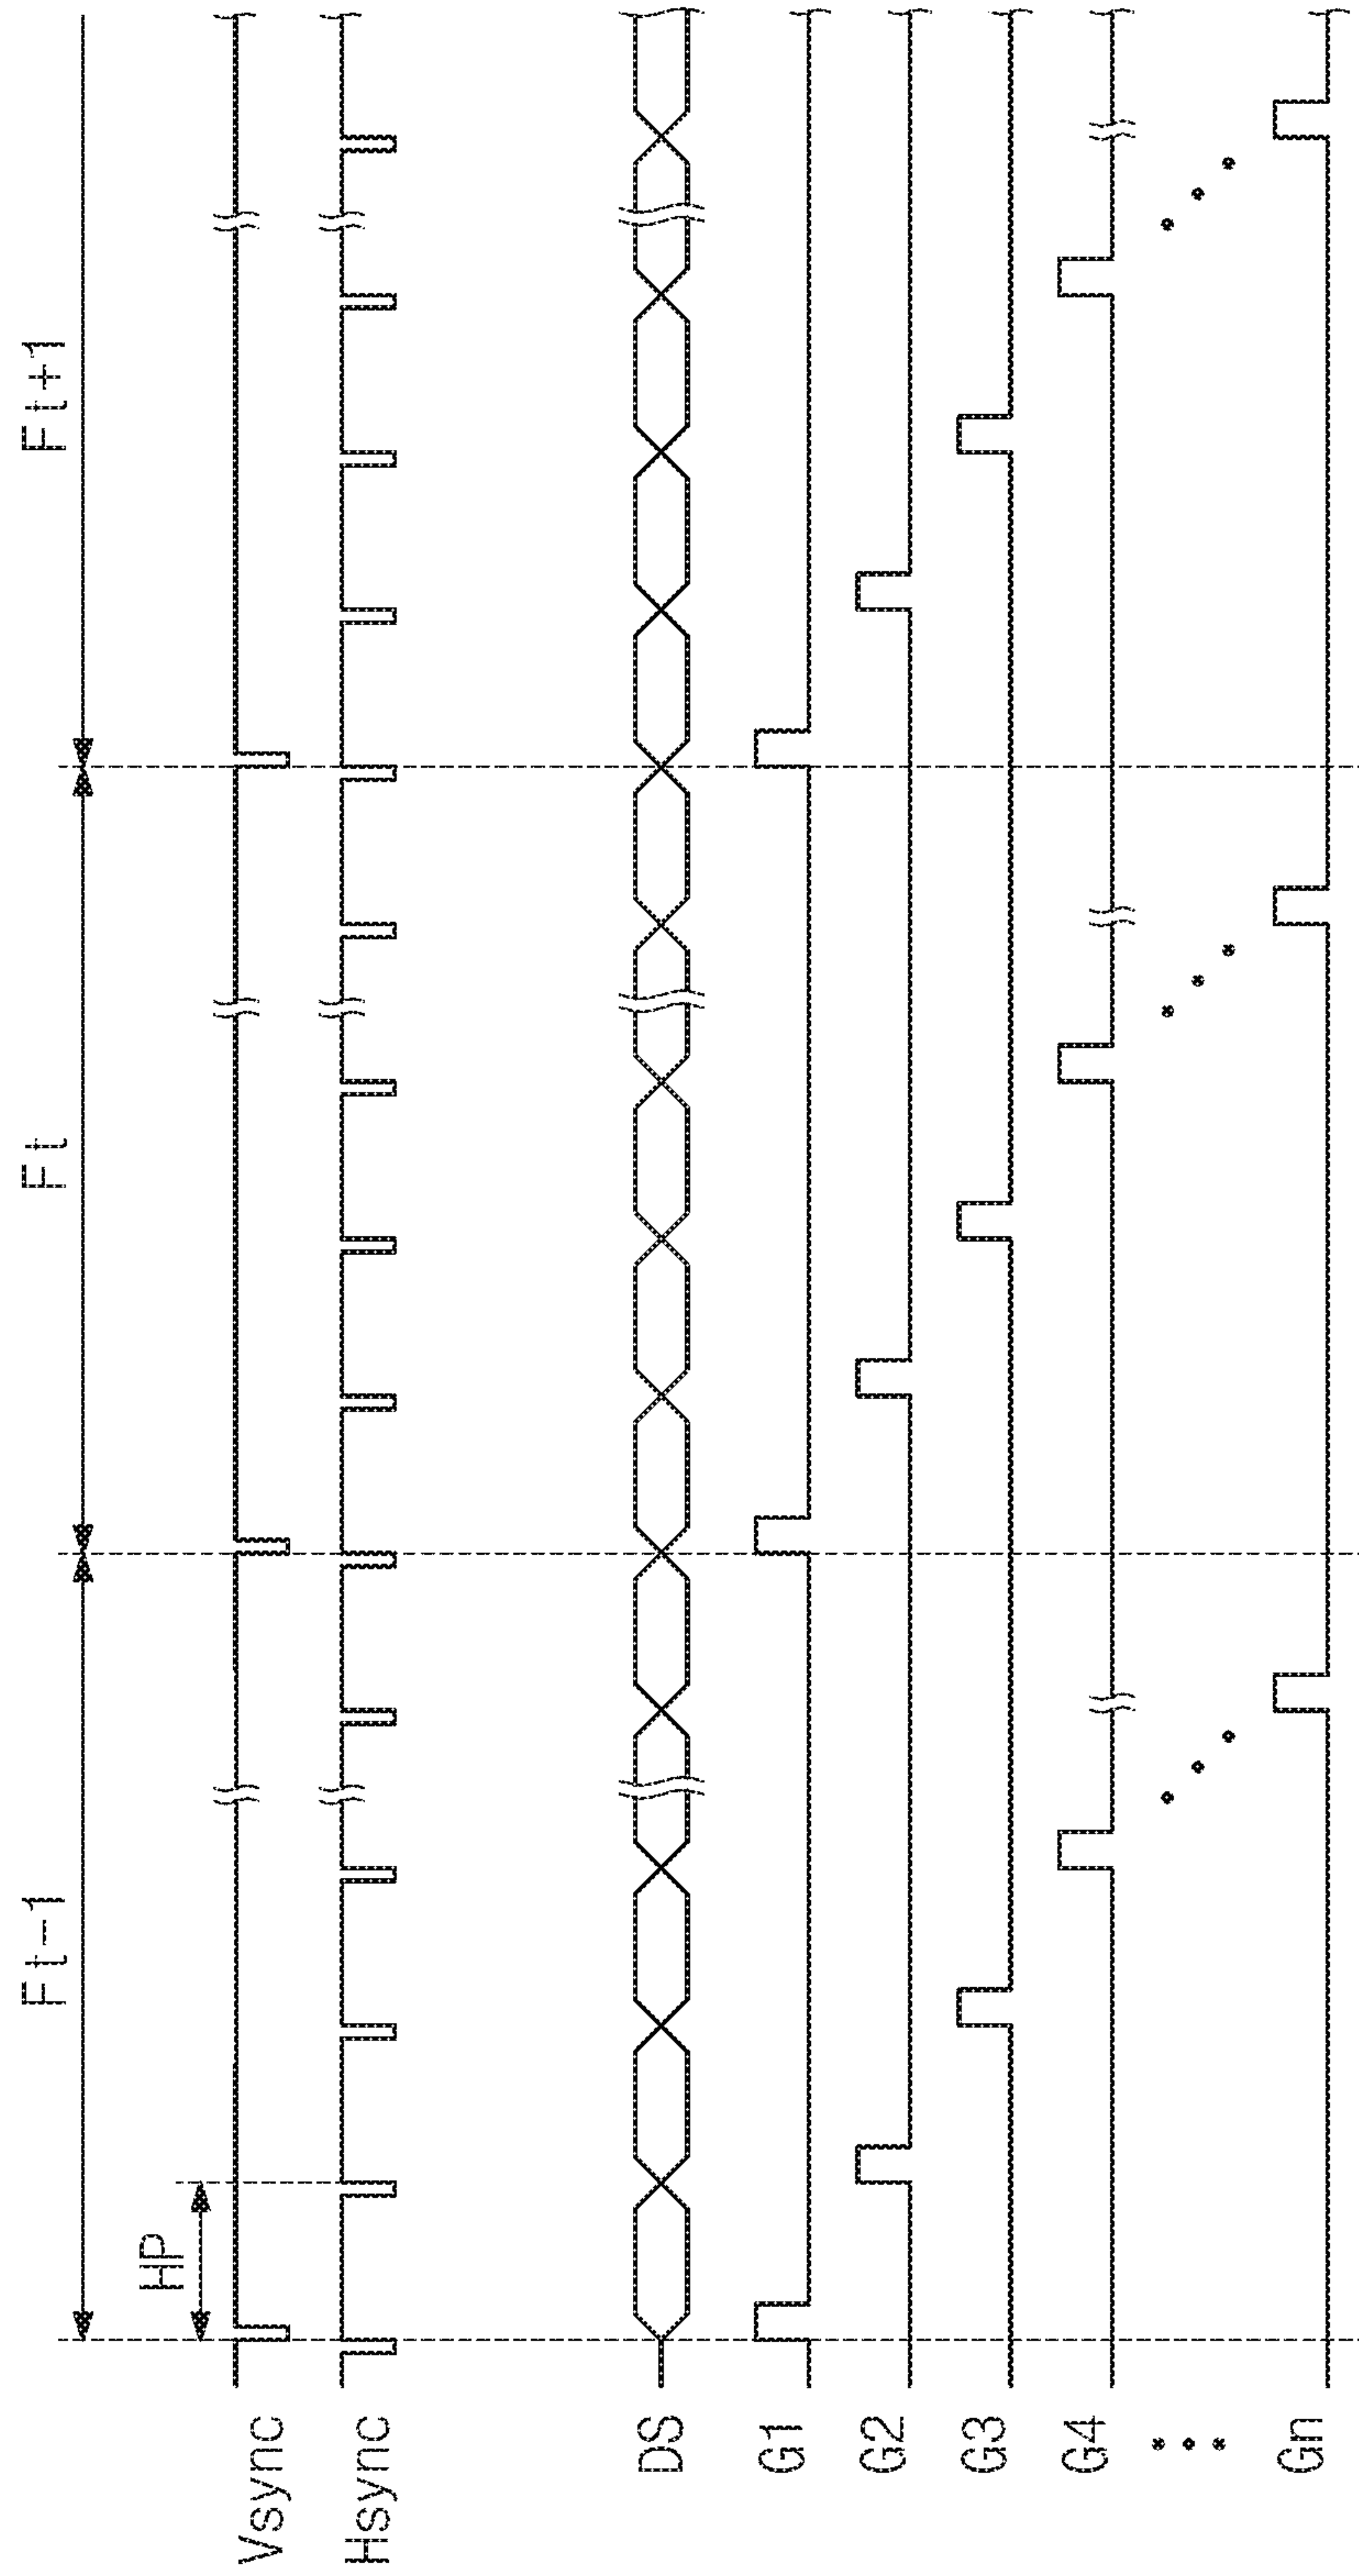 Ft-1
Ft
Ft+1
HP
Vsync
Hsync
DS
G1
G2
G3
G4
Gn